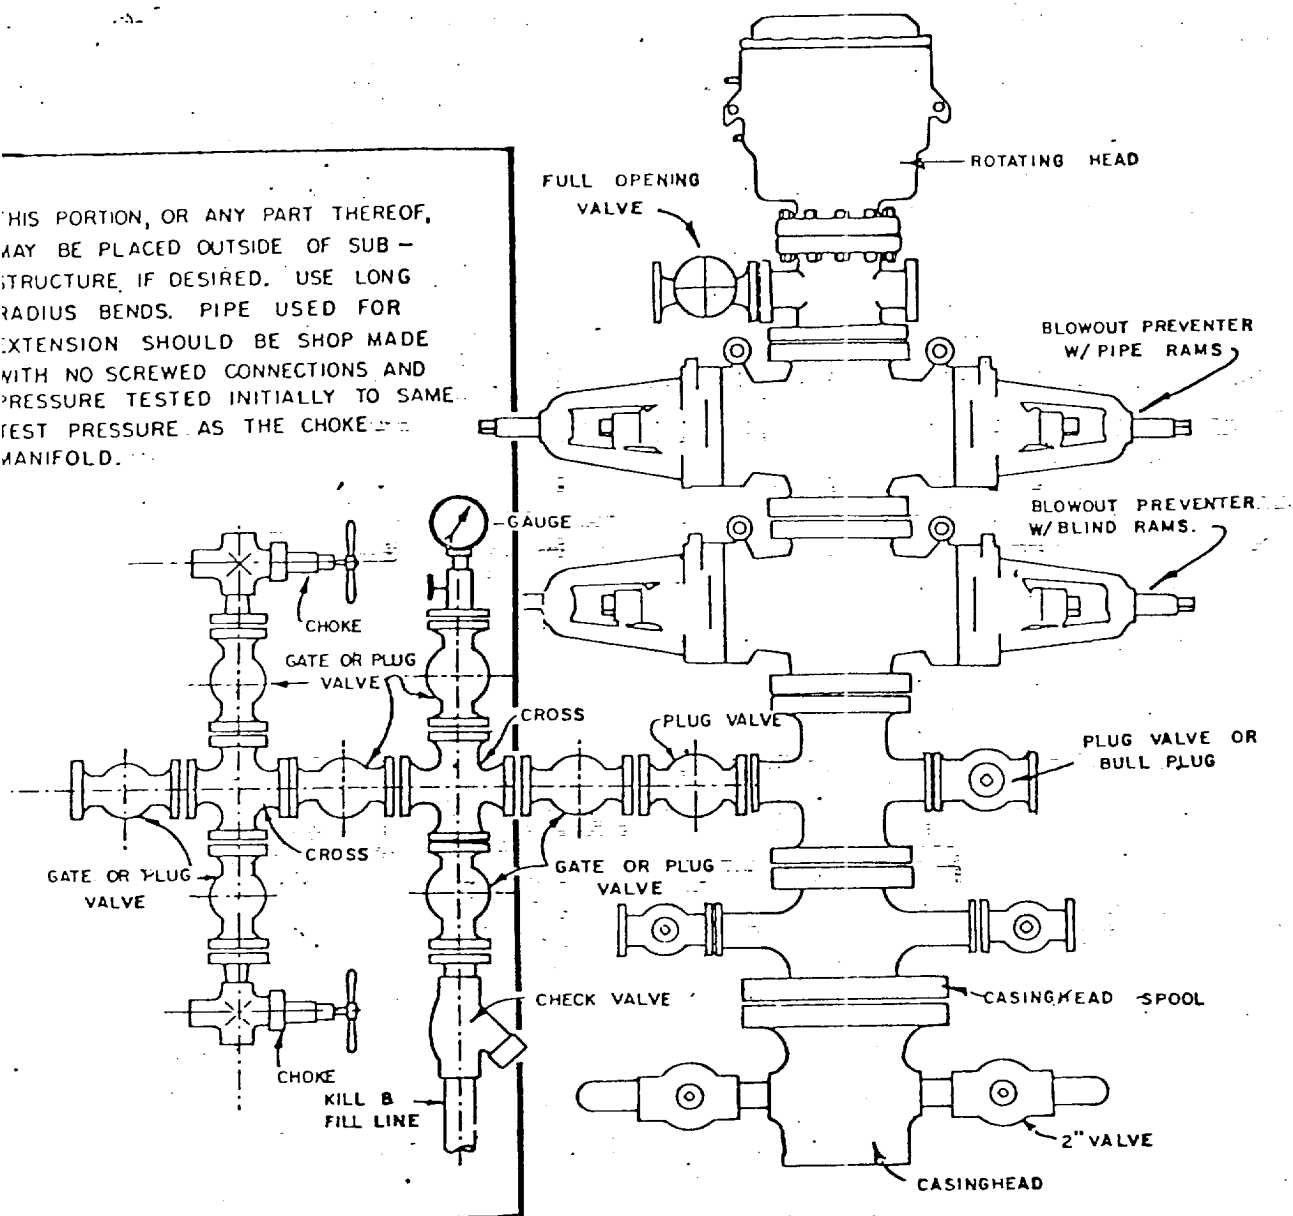 ROTATING HEAD
FULL OPENING
VALVE
HIS PORTION, OR ANY PART THEREOF,
MAY BE PLACED OUTSIDE OF SUB-
STRUCTURE IF DESIRED. USE LONG
RADIUS BENDS. PIPE USED FOR
EXTENSION SHOULD BE SHOP MADE
WITH NO SCREWED CONNECTIONS AND
PRESSURE TESTED INITIALLY TO SAME
TEST PRESSURE AS THE CHOKE
MANIFOLD.
BLOWOUT PREVENTER
W/ PIPE RAMS
BLOWOUT PREVENTER
W/ BLIND RAMS.
GAUGE
CHOKE
GATE OR PLUG
VALVE
CROSS
PLUG VALVE
PLUG VALVE OR
BULL PLUG
CROSS
GATE OR PLUG
VALVE
GATE OR PLUG
VALVE
CHECK VALVE
CASINGHEAD SPOOL
CHOKE
KILL &
FILL LINE
2" VALVE
CASINGHEAD